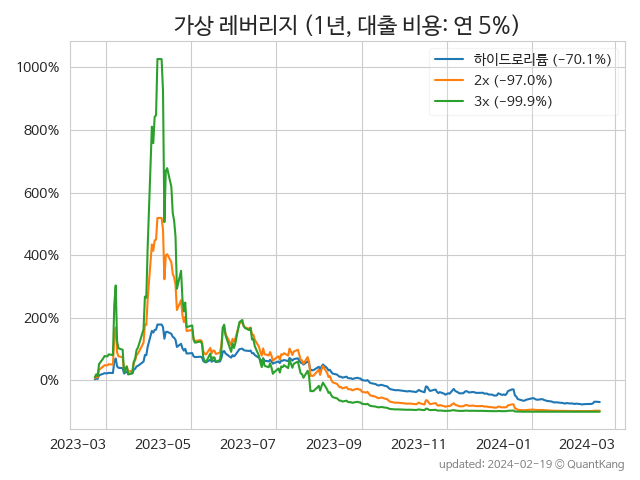 가상 레버리지 (1년, 대출 비용: 연 5%)
하이드로리튬 (-70.1%)
2x (-97.0%)
3x (-99.9%)
1000%
800%
600%
400%
200%
0%
2023-03 2023-05 2023-07 2023-09 2023-11 2024-01 2024-03
updated: 2024-02-19 © QuantKang